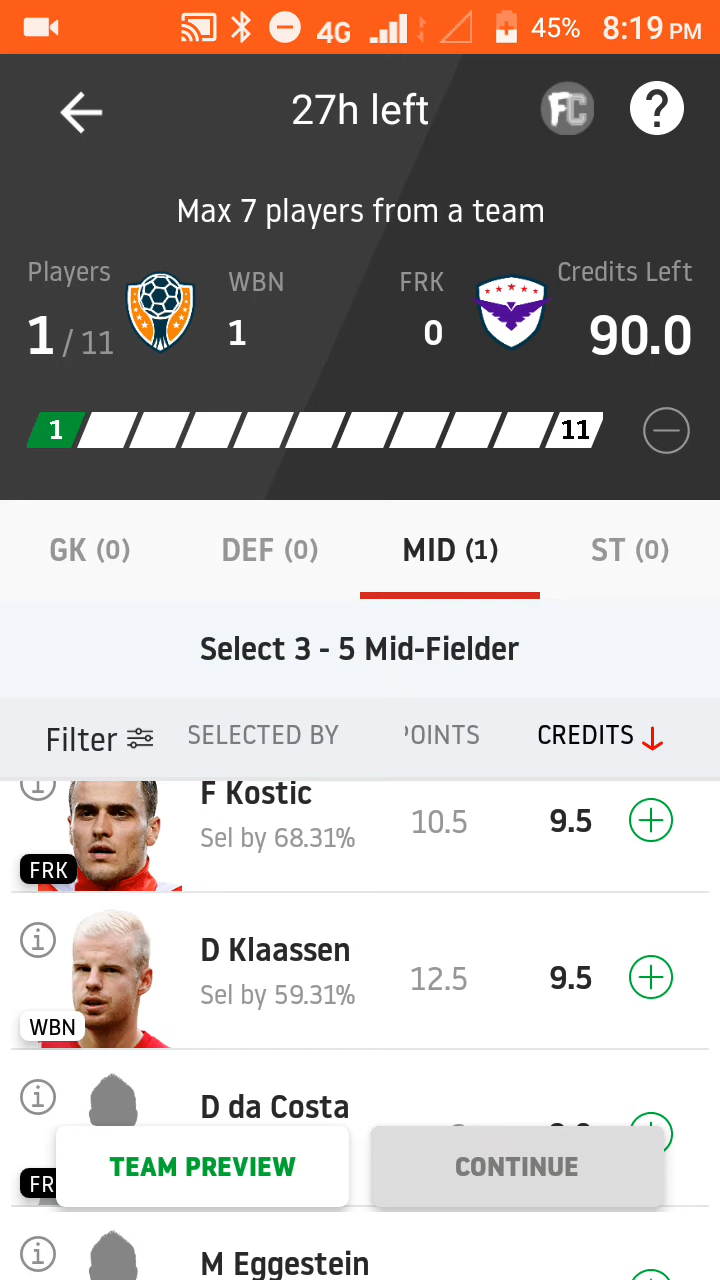 4G 45% 8:19 PM
27h left FC ?
Max 7 players from a team
Players WBN FRK Credits Left
1 / 11 1 0 90.0
1 11
GK (0) DEF (0) MID (1) ST (0)
Select 3 - 5 Mid-Fielder
Filter SELECTED BY POINTS CREDITS
F Kostic
Sel by 68.31% 10.5 9.5
FRK
D Klaassen
Sel by 59.31% 12.5 9.5
WBN
D da Costa
FR
TEAM PREVIEW CONTINUE
M Eggestein